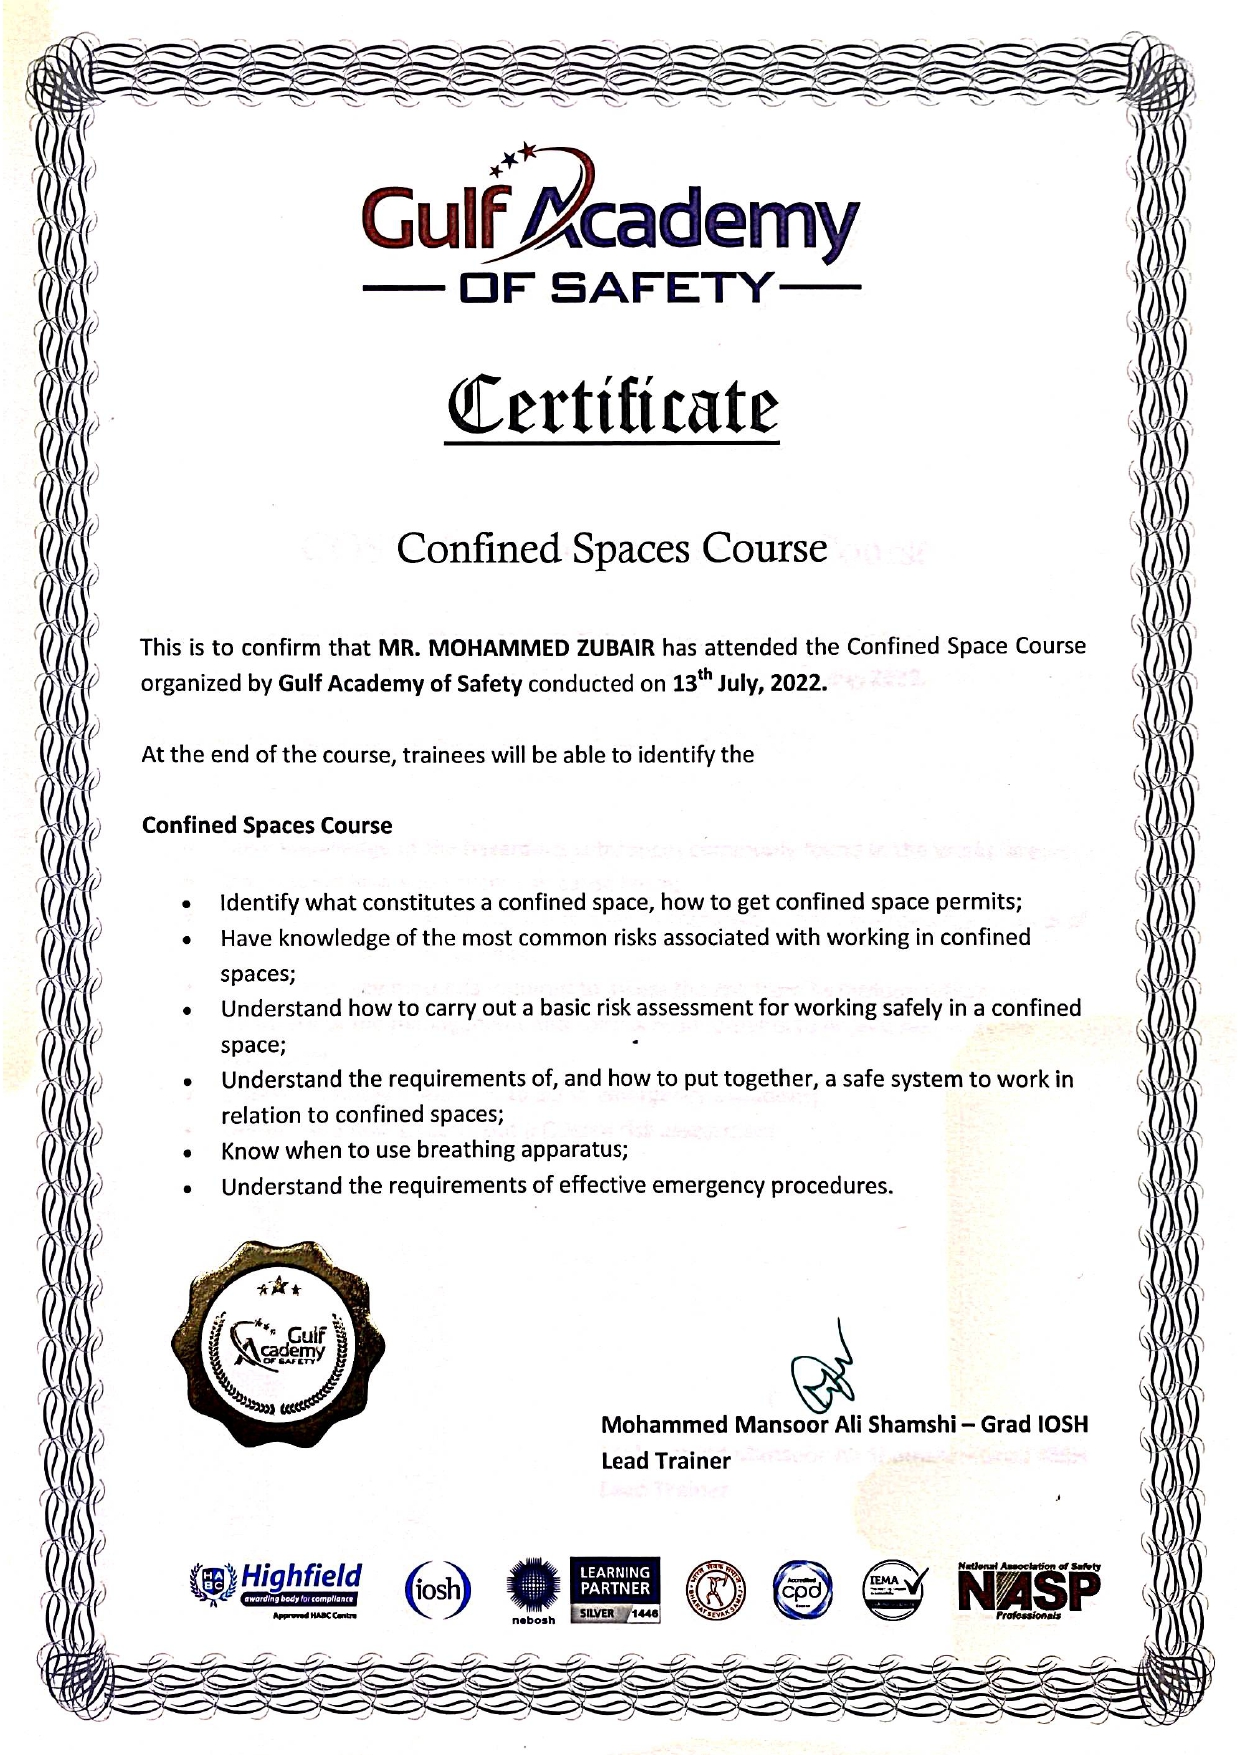 Gulf Academy
OF SAFETY
Certificate
Confined Spaces Course
This is to confirm that MR. MOHAMMED ZUBAIR has attended the Confined Space Course
organized by Gulf Academy of Safety conducted on 13th July, 2022.
At the end of the course, trainees will be able to identify the
Confined Spaces Course
• Identify what constitutes a confined space, how to get confined space permits;
• Have knowledge of the most common risks associated with working in confined
spaces;
• Understand how to carry out a basic risk assessment for working safely in a confined
space;
• Understand the requirements of, and how to put together, a safe system to work in
relation to confined spaces;
• Know when to use breathing apparatus;
• Understand the requirements of effective emergency procedures.
Gulf
Academy
OF SAFETY
Mohammed Mansoor Ali Shamshi – Grad IOSH
Lead Trainer
HABC
Highfield
awarding body for compliance
Approved HABC Centre
iosh
nebosh
LEARNING
PARTNER
SILVER 1446
BHARAT SEVAK SAMAJ
Accredited
cpd
IEMA
National Association of Safety
NASP
Professionals